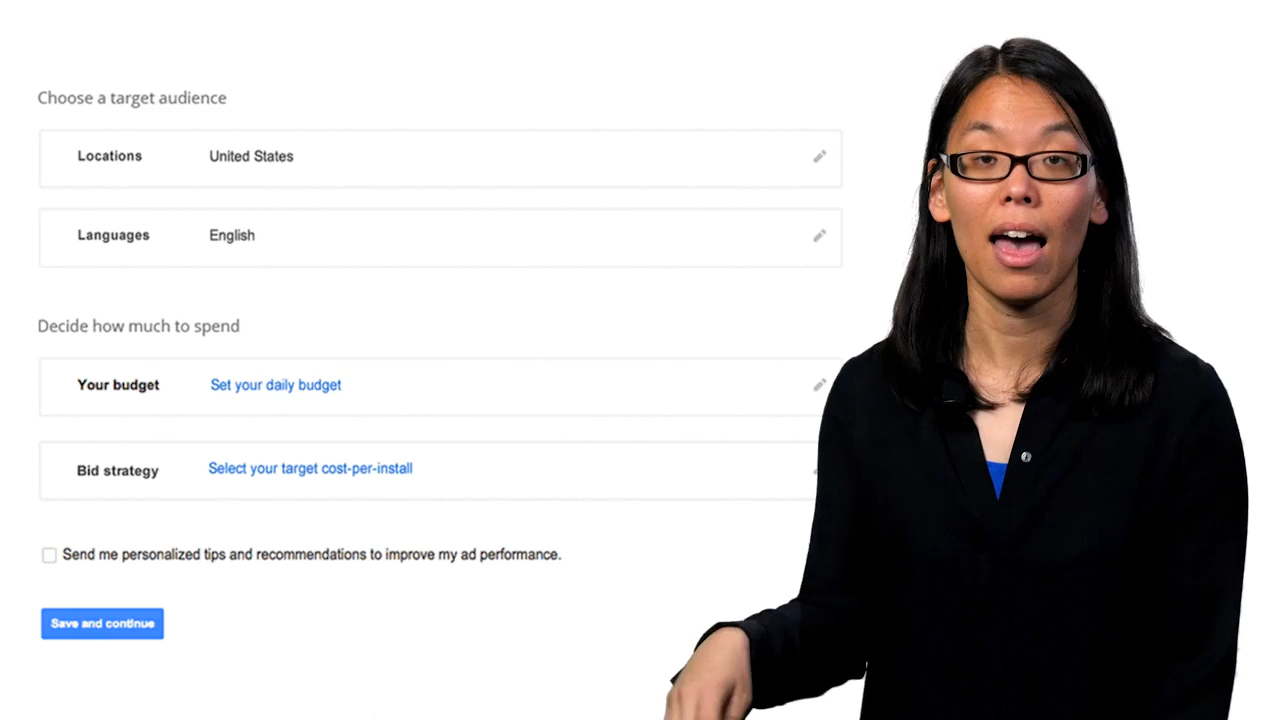 Choose a target audience
Locations United States
Languages English
Decide how much to spend
Your budget Set your daily budget
Bid strategy Select your target cost-per-install
Send me personalized tips and recommendations to improve my ad performance.
Save and continue